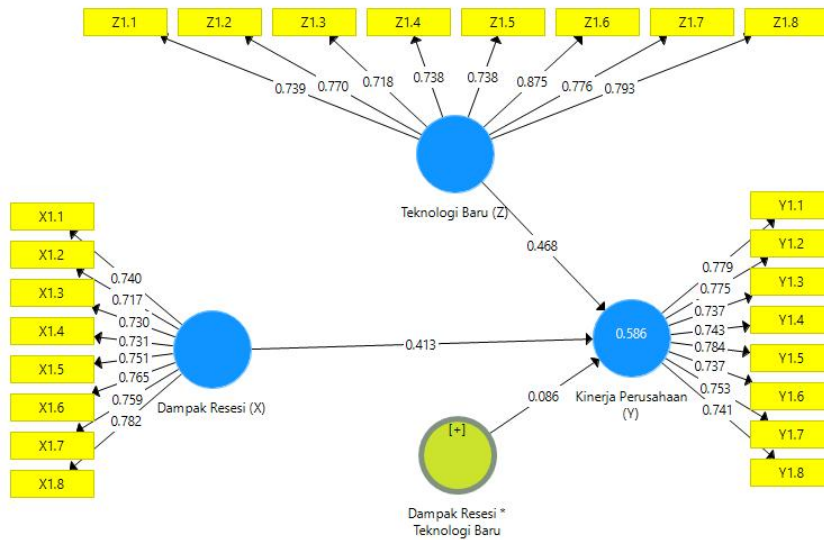 Z1.1 Z1.2 Z1.3 Z1.4 Z1.5 Z1.6 Z1.7 Z1.8
0.739 0.770 0.718 0.738 0.738 0.875 0.776 0.793
Teknologi Baru (Z)
0.468
X1.1
X1.2
X1.3
X1.4
X1.5
X1.6
X1.7
X1.8
0.740
0.717
0.730
0.731
0.751
0.765
0.759
0.782
Dampak Resesi (X)
0.413
0.586
Kinerja Perusahaan
(Y)
0.779
0.775
0.737
0.743
0.784
0.737
0.753
0.741
Y1.1
Y1.2
Y1.3
Y1.4
Y1.5
Y1.6
Y1.7
Y1.8
0.086
[+]
Dampak Resesi *
Teknologi Baru